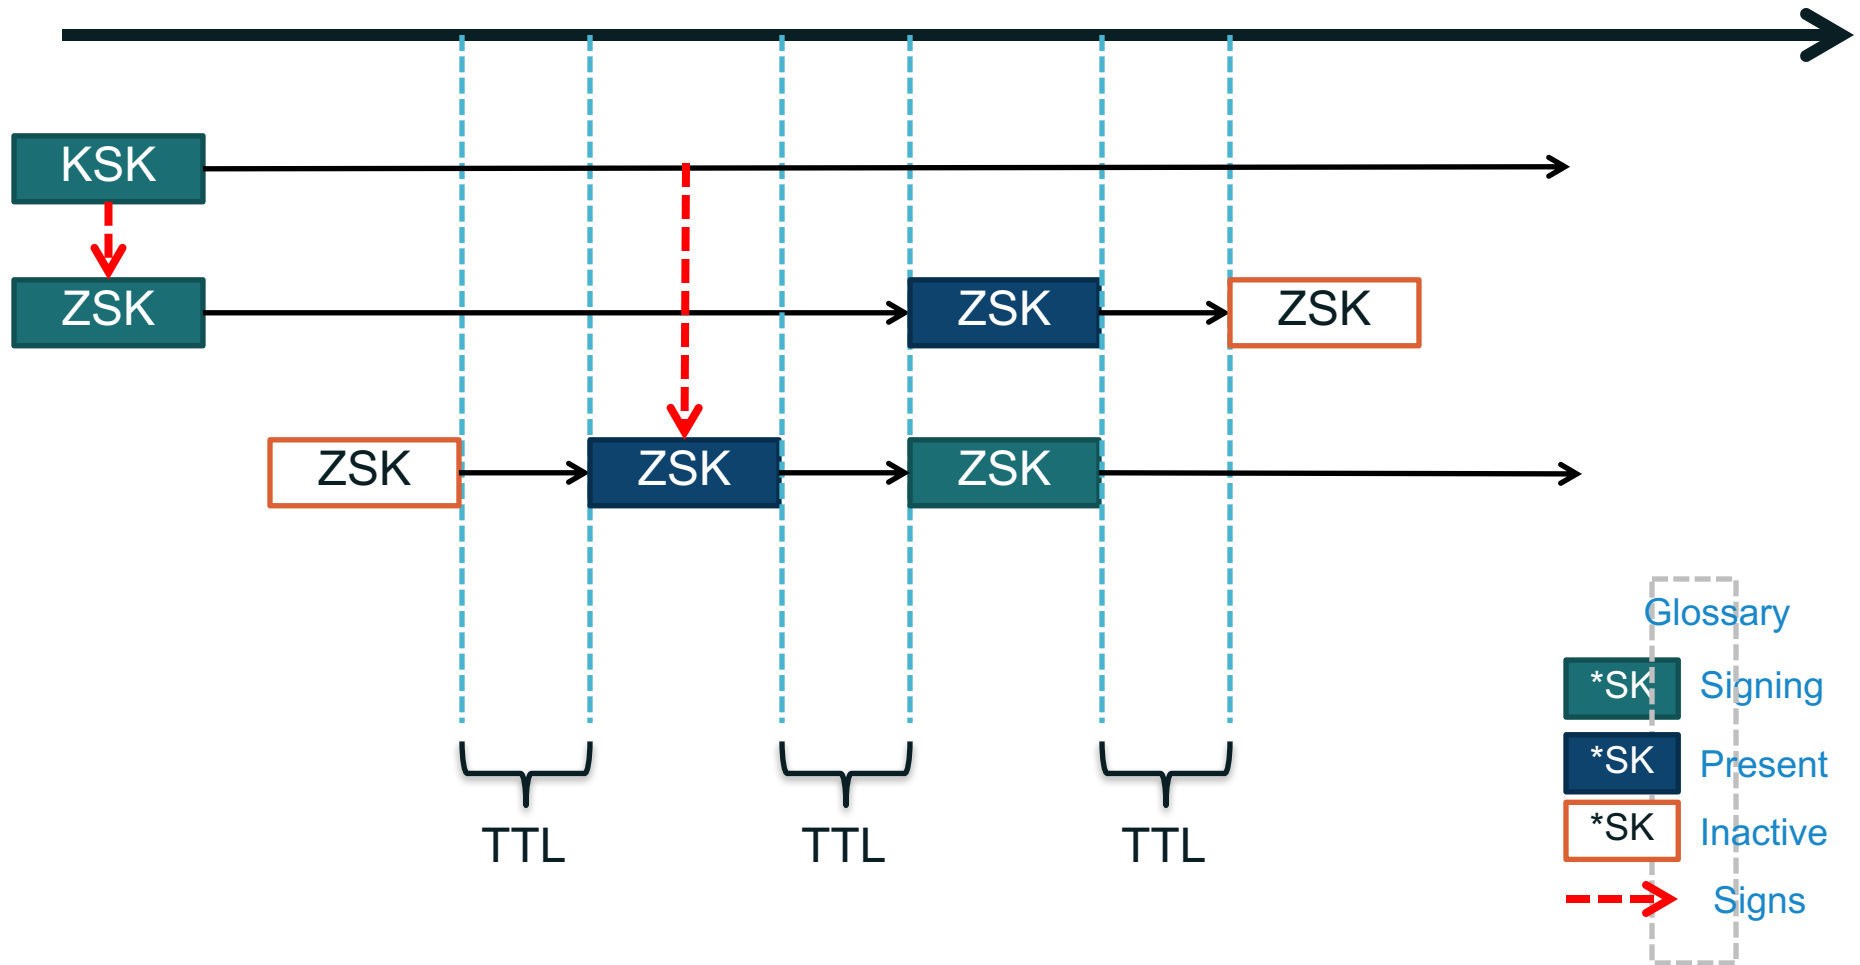 KSK
ZSK
ZSK
ZSK
ZSK
ZSK
ZSK
TTL
TTL
TTL
Glossary
*SK Signing
*SK Present
*SK Inactive
Signs